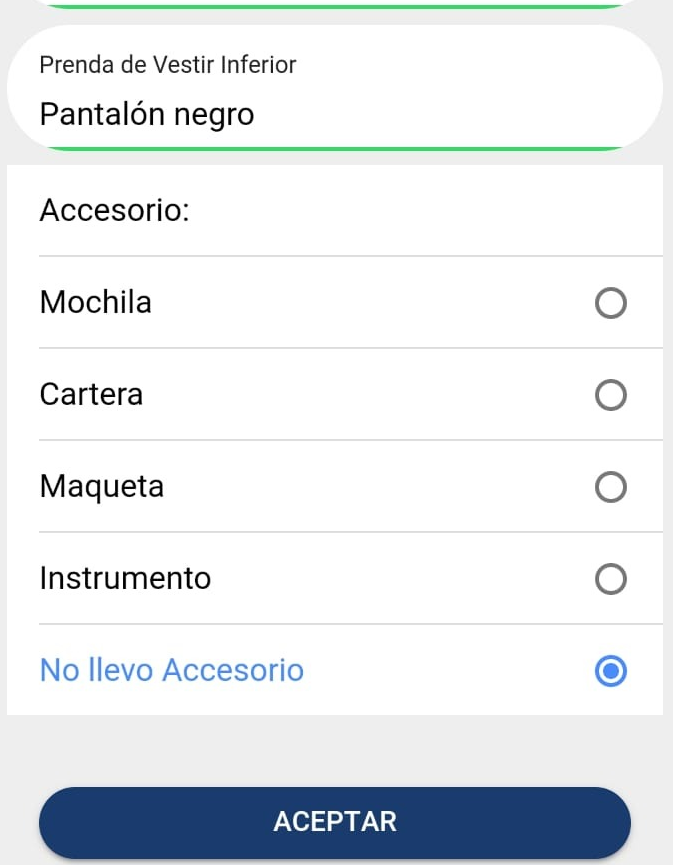 Prenda de Vestir Inferior
Pantalón negro
Accesorio:
Mochila
Cartera
Maqueta
Instrumento
No llevo Accesorio
ACEPTAR